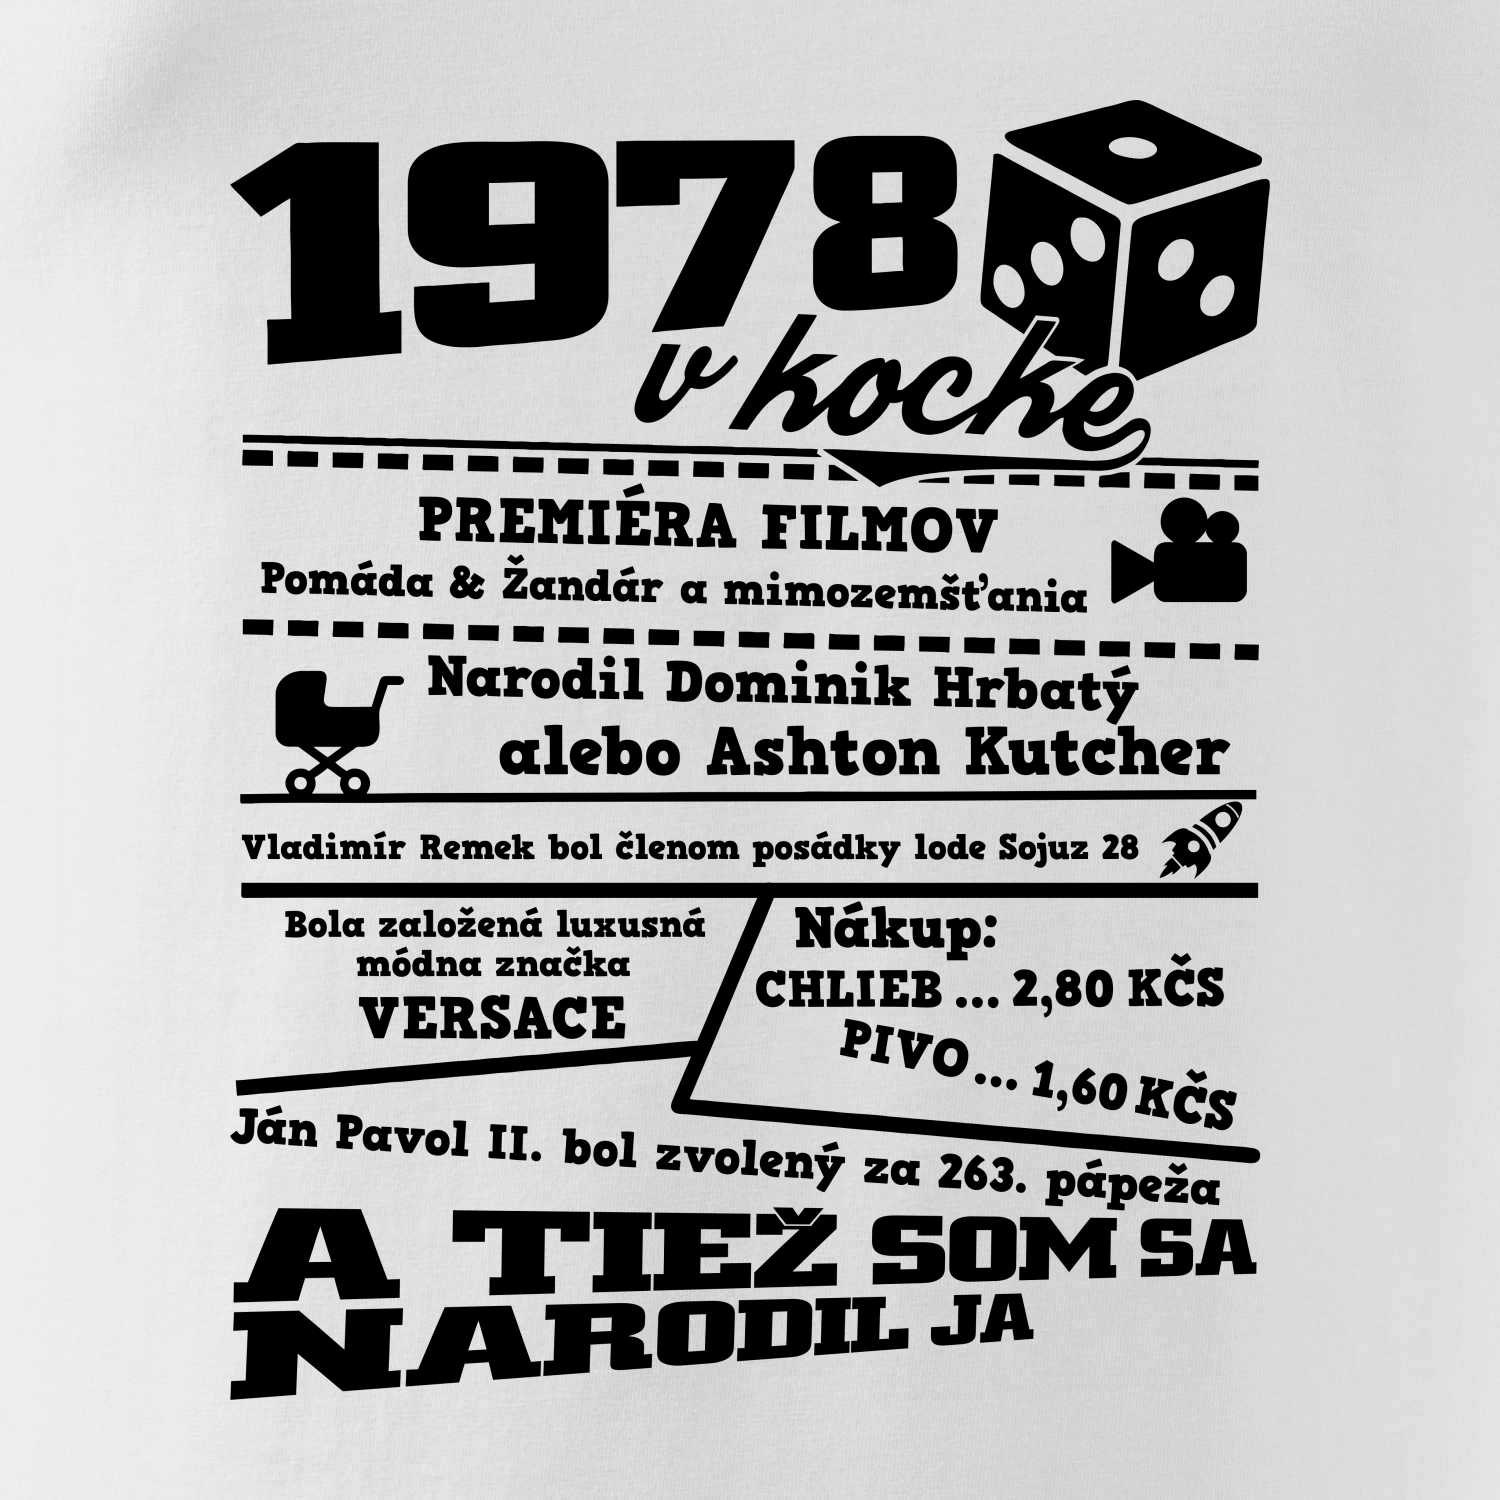 1978
v kocke
PREMIÉRA FILMOV
Pomáda & Žandár a mimozemšťania
Narodil Dominik Hrbatý
alebo Ashton Kutcher
Vladimír Remek bol členom posádky lode Sojuz 28
Bola založená luxusná
módna značka
VERSACE
Nákup:
CHLIEB ... 2,80 KČS
PIVO ... 1,60 KČS
Ján Pavol II. bol zvolený za 263. pápeža
A TIEŽ SOM SA
NARODIL JA